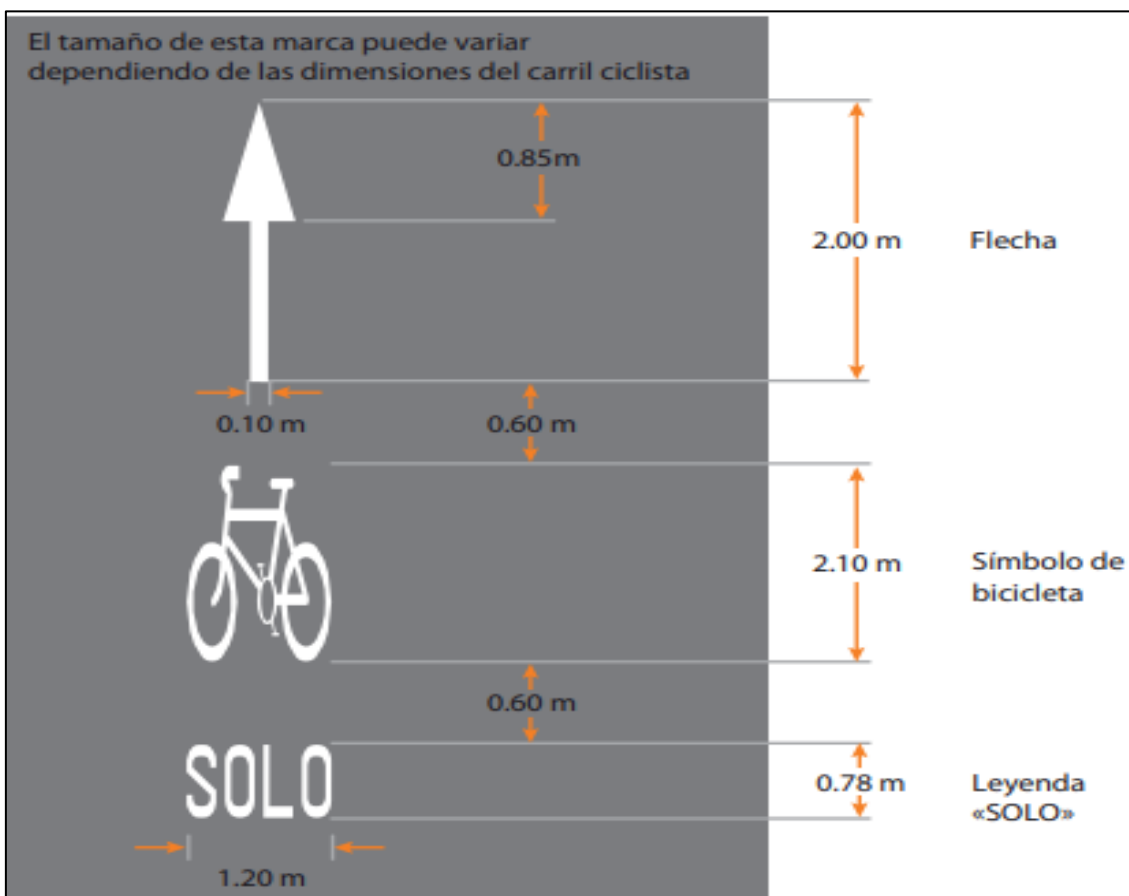 El tamaño de esta marca puede variar
dependiendo de las dimensiones del carril ciclista
0.85m
2.00 m
Flecha
0.10 m
0.60 m
2.10 m
Símbolo de
bicicleta
0.60 m
SOLO
0.78 m
Leyenda
«SOLO»
1.20 m